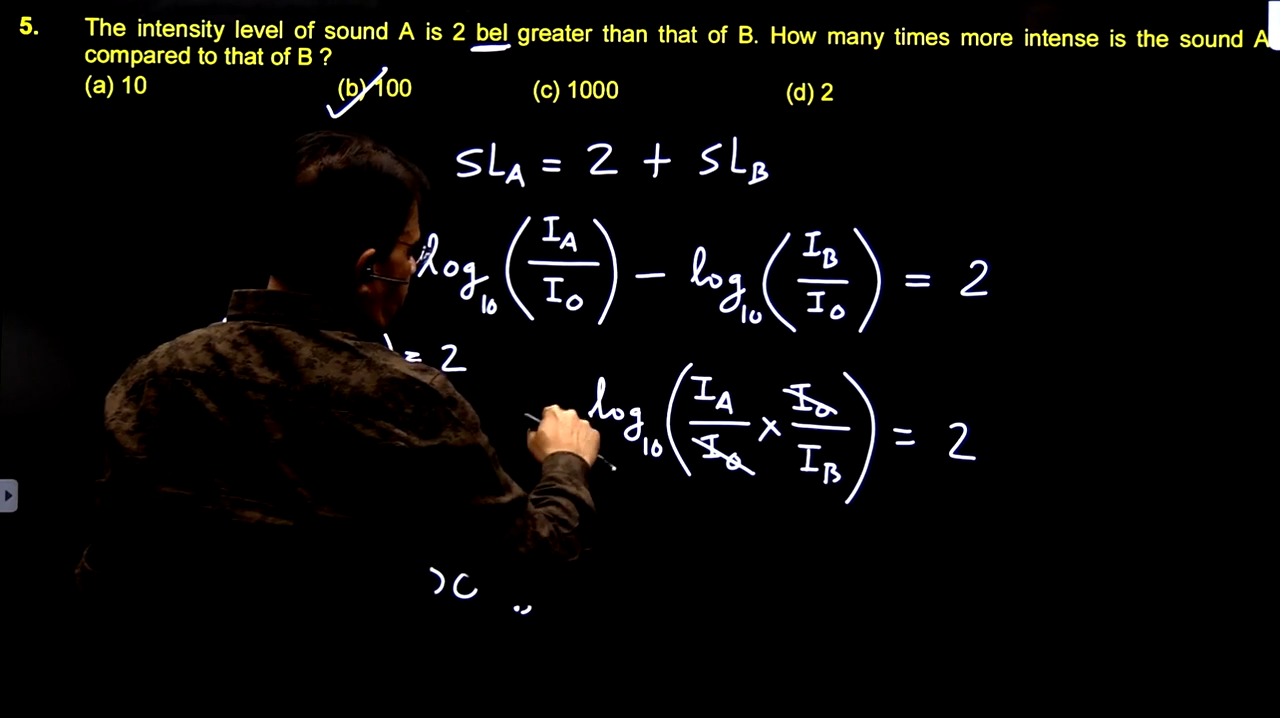 5. The intensity level of sound A is 2 bel greater than that of B. How many times more intense is the sound A
compared to that of B ?
(a) 10 (b) 100 (c) 1000 (d) 2
SL_A = 2 + SL_B
log_10 (I_A / I_0) − log_10 (I_B / I_0) = 2
) = 2
log_10 (I_A / I_0 × I_0 / I_B) = 2